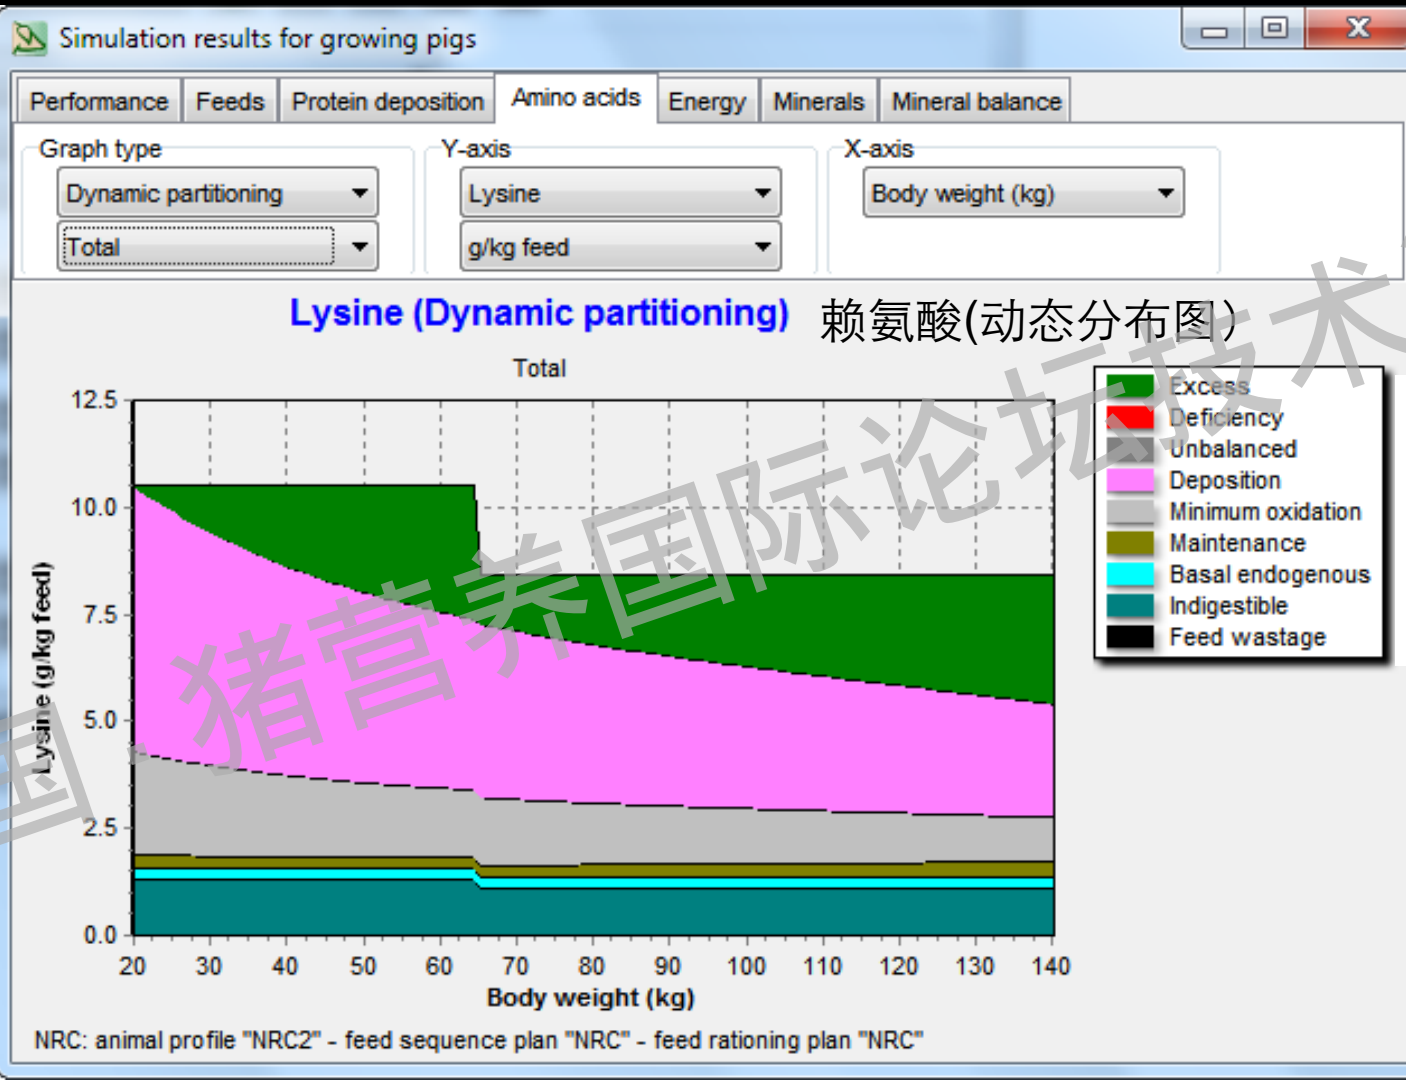 Simulation results for growing pigs
Performance Feeds Protein deposition Amino acids Energy Minerals Mineral balance
Graph type Y-axis X-axis
Dynamic partitioning Lysine Body weight (kg)
Total g/kg feed
Lysine (Dynamic partitioning) 赖氨酸(动态分布图)
Total
Excess
Deficiency
Unbalanced
Deposition
Minimum oxidation
Maintenance
Basal endogenous
Indigestible
Feed wastage
12.5
10.0
7.5
5.0
2.5
0.0
Lysine (g/kg feed)
20 30 40 50 60 70 80 90 100 110 120 130 140
Body weight (kg)
NRC: animal profile "NRC2" - feed sequence plan "NRC" - feed rationing plan "NRC"
国·猪营养国际论坛技术